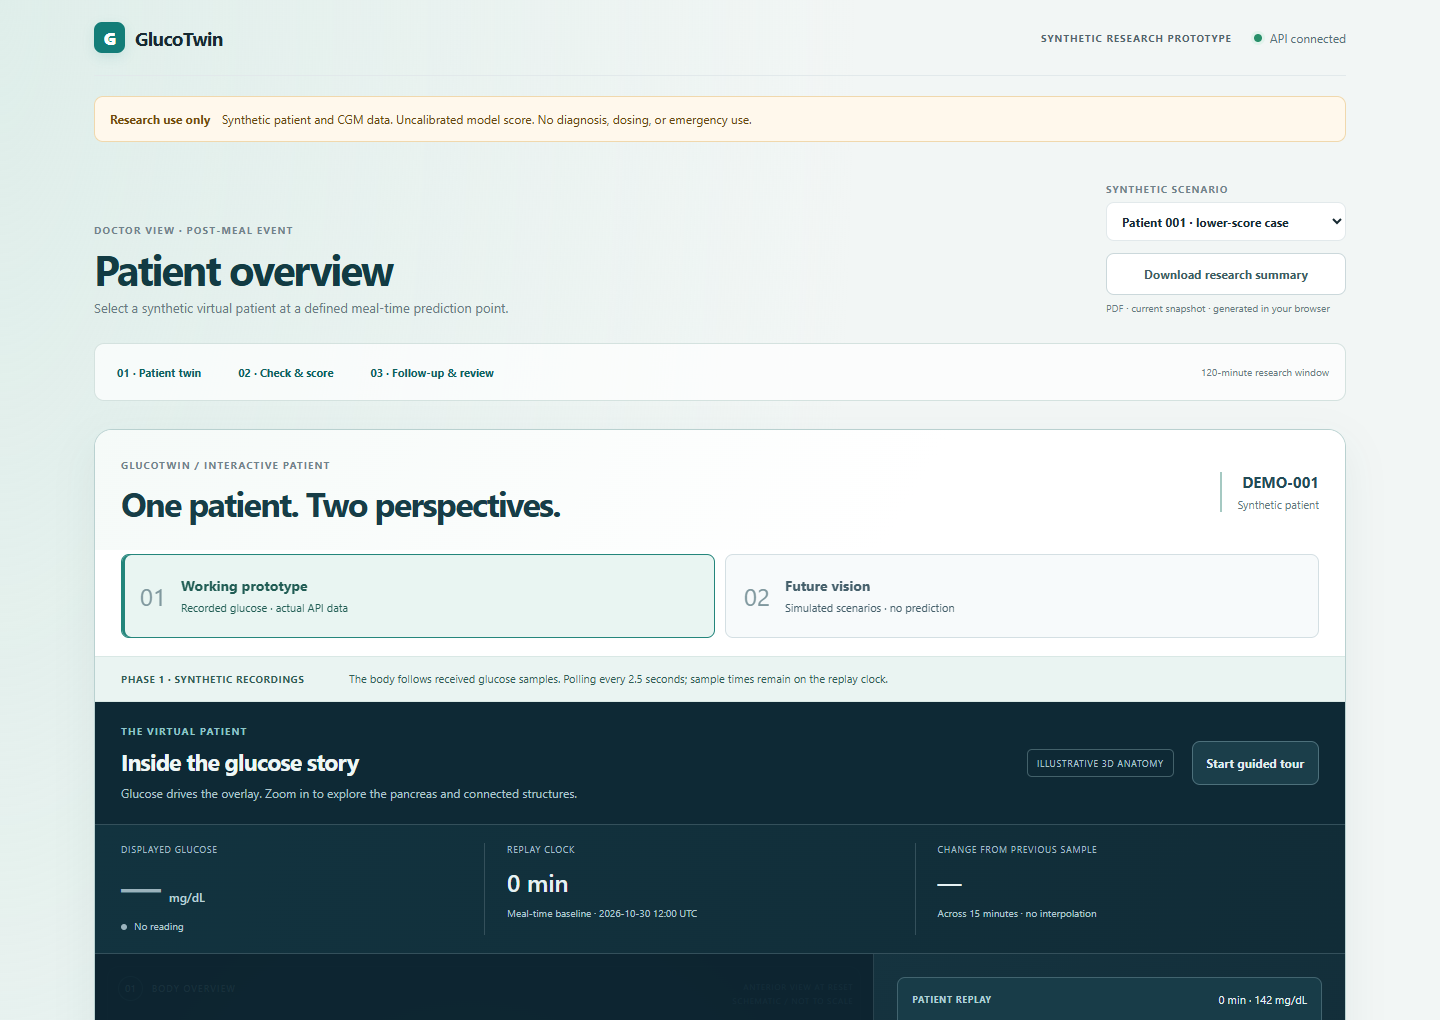 G GlucoTwin
SYNTHETIC RESEARCH PROTOTYPE API connected
Research use only Synthetic patient and CGM data. Uncalibrated model score. No diagnosis, dosing, or emergency use.
SYNTHETIC SCENARIO
Patient 001 · lower-score case
Download research summary
PDF · current snapshot · generated in your browser
DOCTOR VIEW · POST-MEAL EVENT
Patient overview
Select a synthetic virtual patient at a defined meal-time prediction point.
01 · Patient twin 02 · Check & score 03 · Follow-up & review 120-minute research window
GLUCOTWIN / INTERACTIVE PATIENT
One patient. Two perspectives.
DEMO-001
Synthetic patient
01 Working prototype
Recorded glucose · actual API data
02 Future vision
Simulated scenarios · no prediction
PHASE 1 · SYNTHETIC RECORDINGS The body follows received glucose samples. Polling every 2.5 seconds; sample times remain on the replay clock.
THE VIRTUAL PATIENT
Inside the glucose story
Glucose drives the overlay. Zoom in to explore the pancreas and connected structures.
ILLUSTRATIVE 3D ANATOMY
Start guided tour
DISPLAYED GLUCOSE
— mg/dL
No reading
REPLAY CLOCK
0 min
Meal-time baseline · 2026-10-30 12:00 UTC
CHANGE FROM PREVIOUS SAMPLE
—
Across 15 minutes · no interpolation
01 BODY OVERVIEW
PATIENT REPLAY 0 min · 142 mg/dL